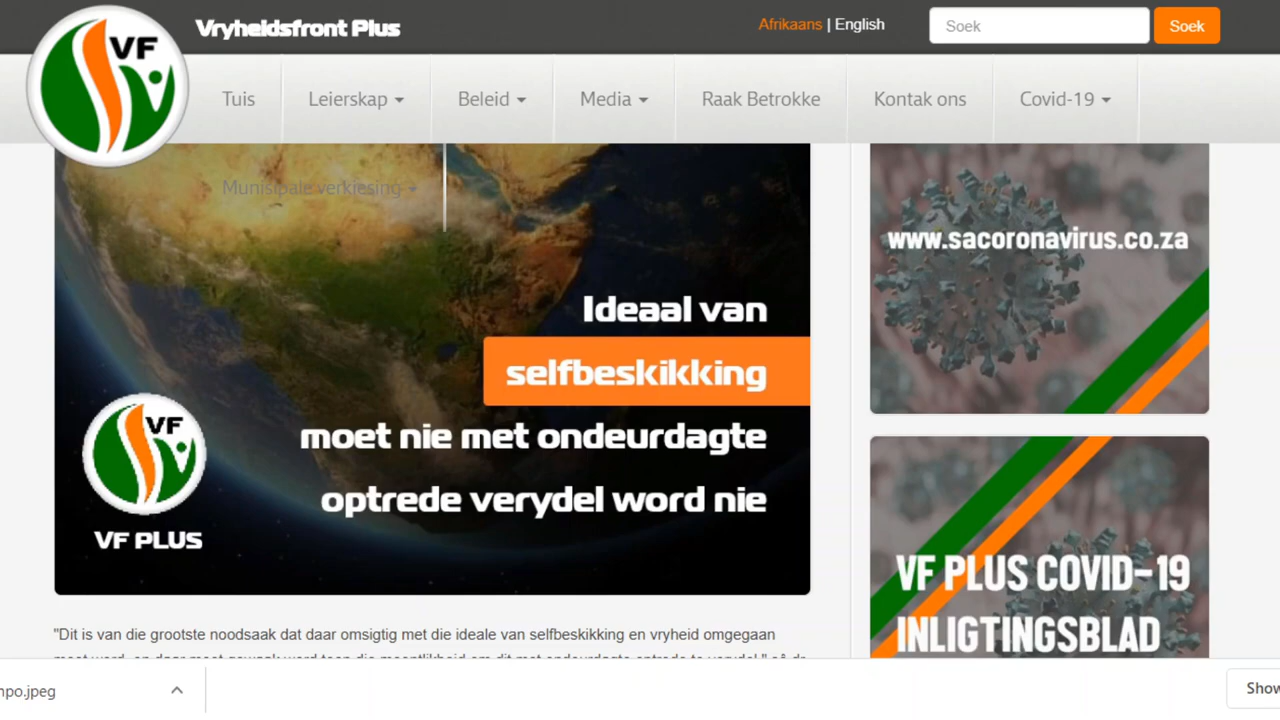 VF
Vryheidsfront Plus
Afrikaans | English
Soek
Soek
Tuis
Leierskap
Beleid
Media
Raak Betrokke
Kontak ons
Covid-19
Munisipale verkiesing
Ideaal van
selfbeskikking
moet nie met ondeurdagte
optrede verydel word nie
VF
VF PLUS
www.sacoronavirus.co.za
VF PLUS COVID-19
INLIGTINGSBLAD
"Dit is van die grootste noodsaak dat daar omsigtig met die ideale van selfbeskikking en vryheid omgegaan
npo.jpeg
Show